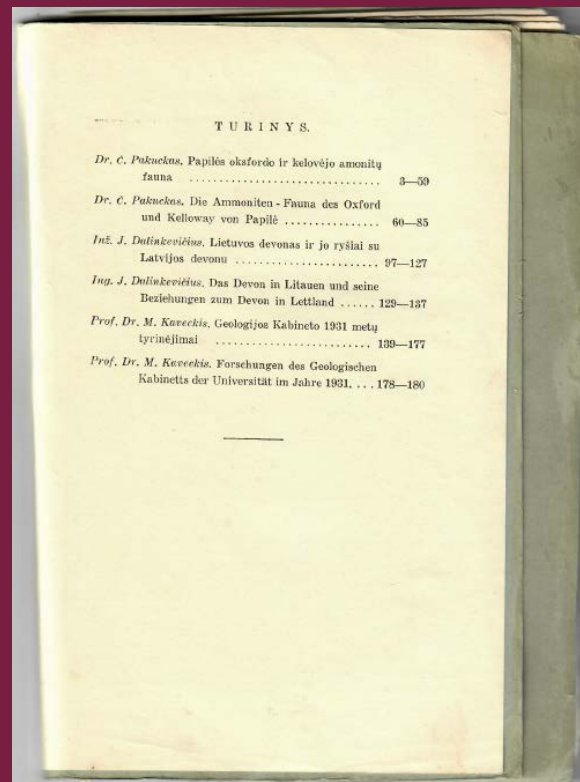 TURINYS.
Dr. Č. Pakuckas. Papilės oksfordo ir kelovėjo amonitų
fauna ................................ 3—59
Dr. Č. Pakuckas. Die Ammoniten - Fauna des Oxford
und Kelloway von Papilė ................ 60—85
Inž. J. Dalinkevičius. Lietuvos devonas ir jo ryšiai su
Latvijos devonu ........................ 97—127
Ing. J. Dalinkevičius. Das Devon in Litauen und seine
Beziehungen zum Devon in Lettland ...... 129—137
Prof. Dr. M. Kaveckis. Geologijos Kabineto 1931 metų
tyrinėjimai .......................... 139—177
Prof. Dr. M. Kaveckis. Forschungen des Geologischen
Kabinetts der Universität im Jahre 1931. ... 178—180